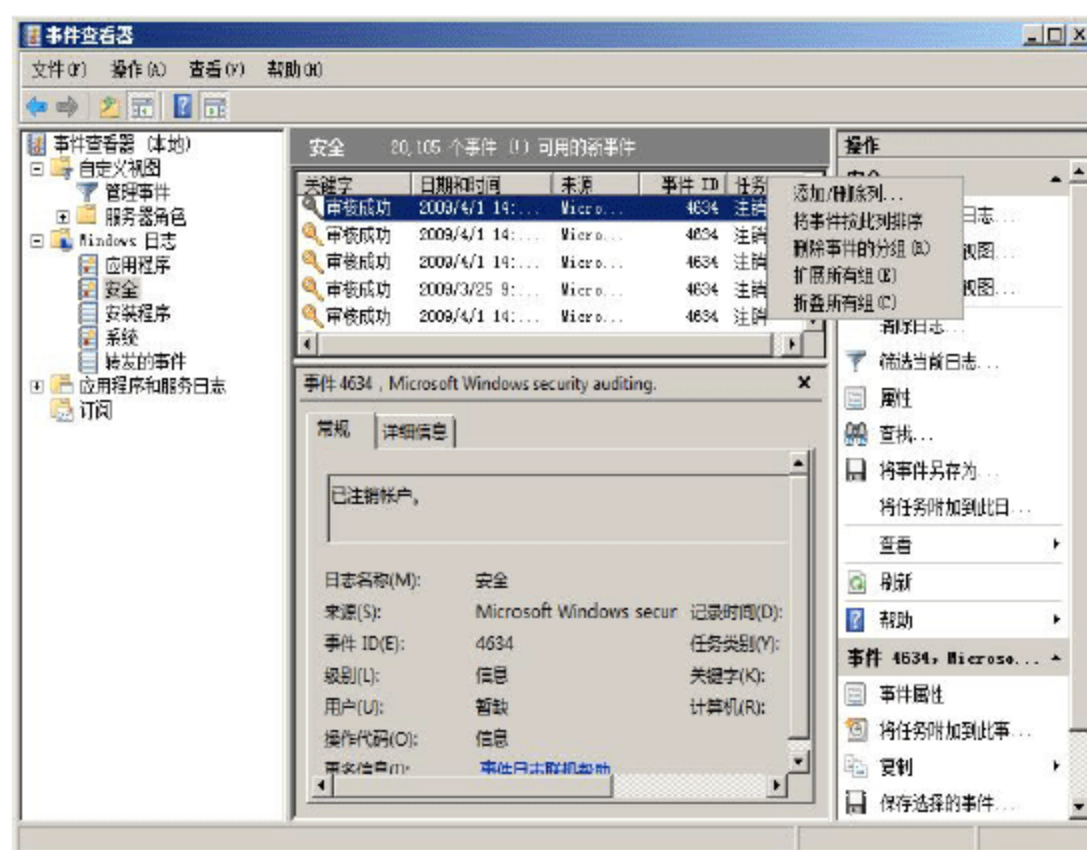 事件查看器
文件(F) 操作(A) 查看(V) 帮助(H)
事件查看器 (本地)
自定义视图
管理事件
服务器角色
Windows 日志
应用程序
安全
安装程序
系统
转发的事件
应用程序和服务日志
订阅
安全 20,105 个事件 (!) 可用的新事件
关键字 日期和时间 来源 事件 ID 任务
审核成功 2009/4/1 14:... Micro... 4634 注销
审核成功 2009/4/1 14:... Micro... 4634 注销
审核成功 2009/4/1 14:... Micro... 4634 注销
审核成功 2009/3/25 9:... Micro... 4634 注销
审核成功 2009/4/1 14:... Micro... 4634 注销
添加/删除列...
将事件按此列排序
删除事件的分组(R)
扩展所有组(E)
折叠所有组(C)
事件 4634，Microsoft Windows security auditing.
常规 详细信息
已注销帐户。
日志名称(M): 安全
来源(S): Microsoft Windows secur 记录时间(D):
事件 ID(E): 4634 任务类别(Y):
级别(L): 信息 关键字(K):
用户(U): 暂缺 计算机(R):
操作代码(O): 信息
更多信息(I): 事件日志联机帮助
操作
安全
日志...
视图...
视图...
清除日志...
筛选当前日志...
属性
查找...
将事件另存为...
将任务附加到此日...
查看
刷新
帮助
事件 4634，Microso...
事件属性
将任务附加到此事...
复制
保存选择的事件...